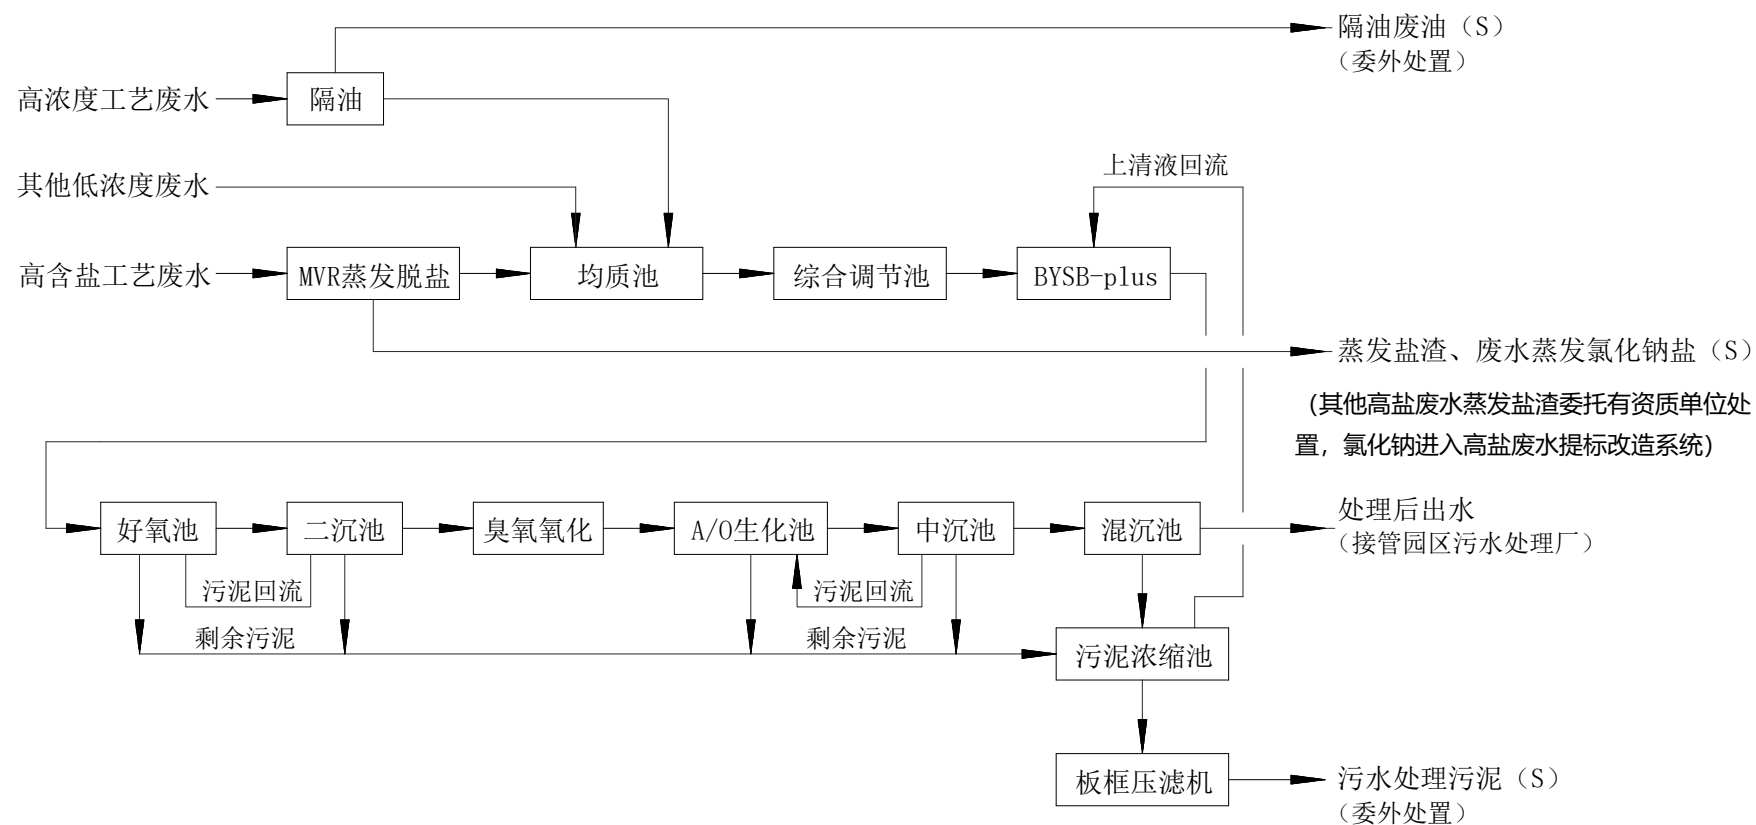 隔油废油（S）
（委外处置）
高浓度工艺废水
隔油
上清液回流
其他低浓度废水
高含盐工艺废水
MVR蒸发脱盐
均质池
综合调节池
BYSB-plus
蒸发盐渣、废水蒸发氯化钠盐（S）
（其他高盐废水蒸发盐渣委托有资质单位处
置，氯化钠进入高盐废水提标改造系统）
好氧池
二沉池
臭氧氧化
A/O生化池
中沉池
混沉池
处理后出水
（接管园区污水处理厂）
污泥回流
污泥回流
剩余污泥
剩余污泥
污泥浓缩池
板框压滤机
污水处理污泥（S）
（委外处置）